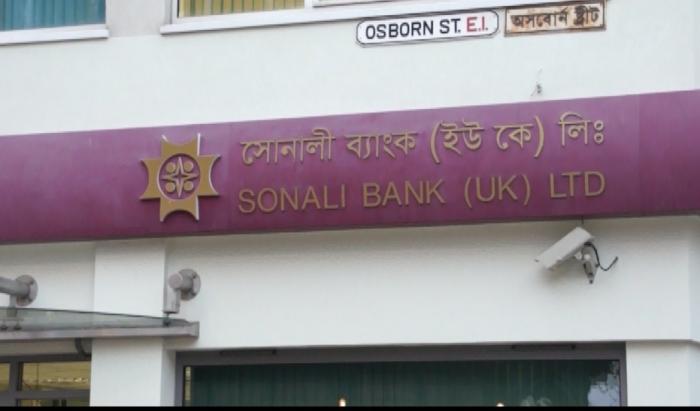 OSBORN ST. E.1.
অসবোর্ন ষ্ট্রীট
সোনালী ব্যাংক (ইউ কে) লিঃ
SONALI BANK (UK) LTD